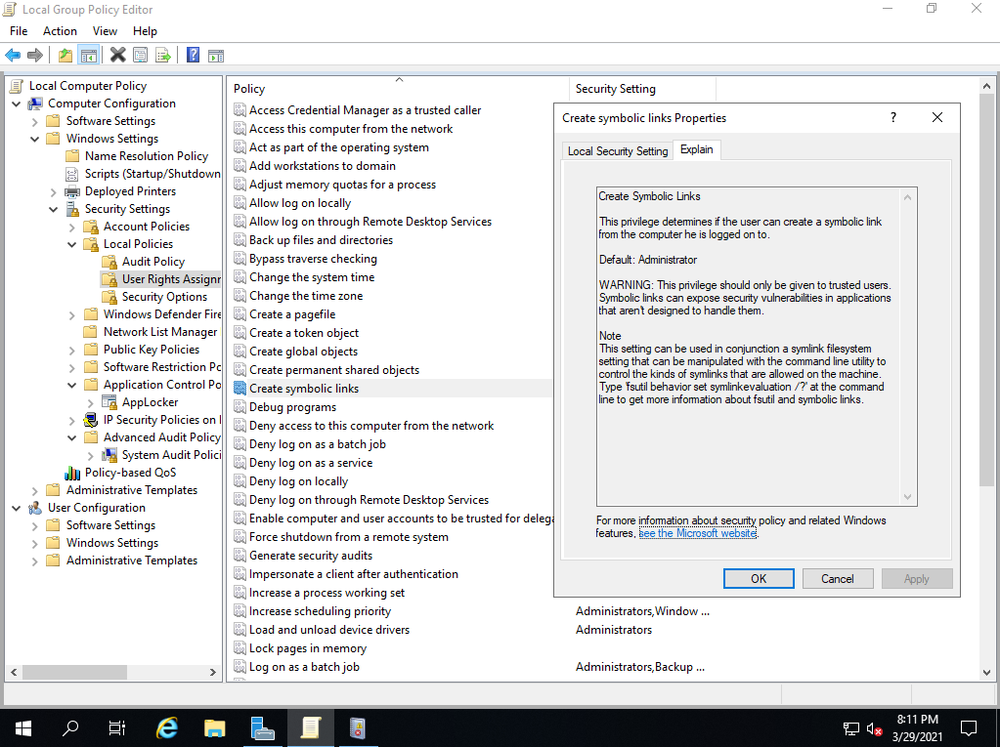 Local Group Policy Editor
File Action View Help
Local Computer Policy
Computer Configuration
Software Settings
Windows Settings
Name Resolution Policy
Scripts (Startup/Shutdown
Deployed Printers
Security Settings
Account Policies
Local Policies
Audit Policy
User Rights Assignr
Security Options
Windows Defender Fire
Network List Manager
Public Key Policies
Software Restriction Pc
Application Control Po
AppLocker
IP Security Policies on
Advanced Audit Policy
System Audit Polici
Policy-based QoS
Administrative Templates
User Configuration
Software Settings
Windows Settings
Administrative Templates
Policy Security Setting
Access Credential Manager as a trusted caller
Access this computer from the network
Act as part of the operating system
Add workstations to domain
Adjust memory quotas for a process
Allow log on locally
Allow log on through Remote Desktop Services
Back up files and directories
Bypass traverse checking
Change the system time
Change the time zone
Create a pagefile
Create a token object
Create global objects
Create permanent shared objects
Create symbolic links
Debug programs
Deny access to this computer from the network
Deny log on as a batch job
Deny log on as a service
Deny log on locally
Deny log on through Remote Desktop Services
Enable computer and user accounts to be trusted for delega
Force shutdown from a remote system
Generate security audits
Impersonate a client after authentication
Increase a process working set
Increase scheduling priority Administrators,Window ...
Load and unload device drivers Administrators
Lock pages in memory
Log on as a batch job Administrators,Backup ...
Create symbolic links Properties ?
Local Security Setting Explain
Create Symbolic Links
This privilege determines if the user can create a symbolic link
from the computer he is logged on to.
Default: Administrator
WARNING: This privilege should only be given to trusted users.
Symbolic links can expose security vulnerabilities in applications
that aren't designed to handle them.
Note
This setting can be used in conjunction a symlink filesystem
setting that can be manipulated with the command line utility to
control the kinds of symlinks that are allowed on the machine.
Type 'fsutil behavior set symlinkevaluation /?' at the command
line to get more information about fsutil and symbolic links.
For more information about security policy and related Windows
features, see the Microsoft website.
OK Cancel Apply
8:11 PM
3/29/2021